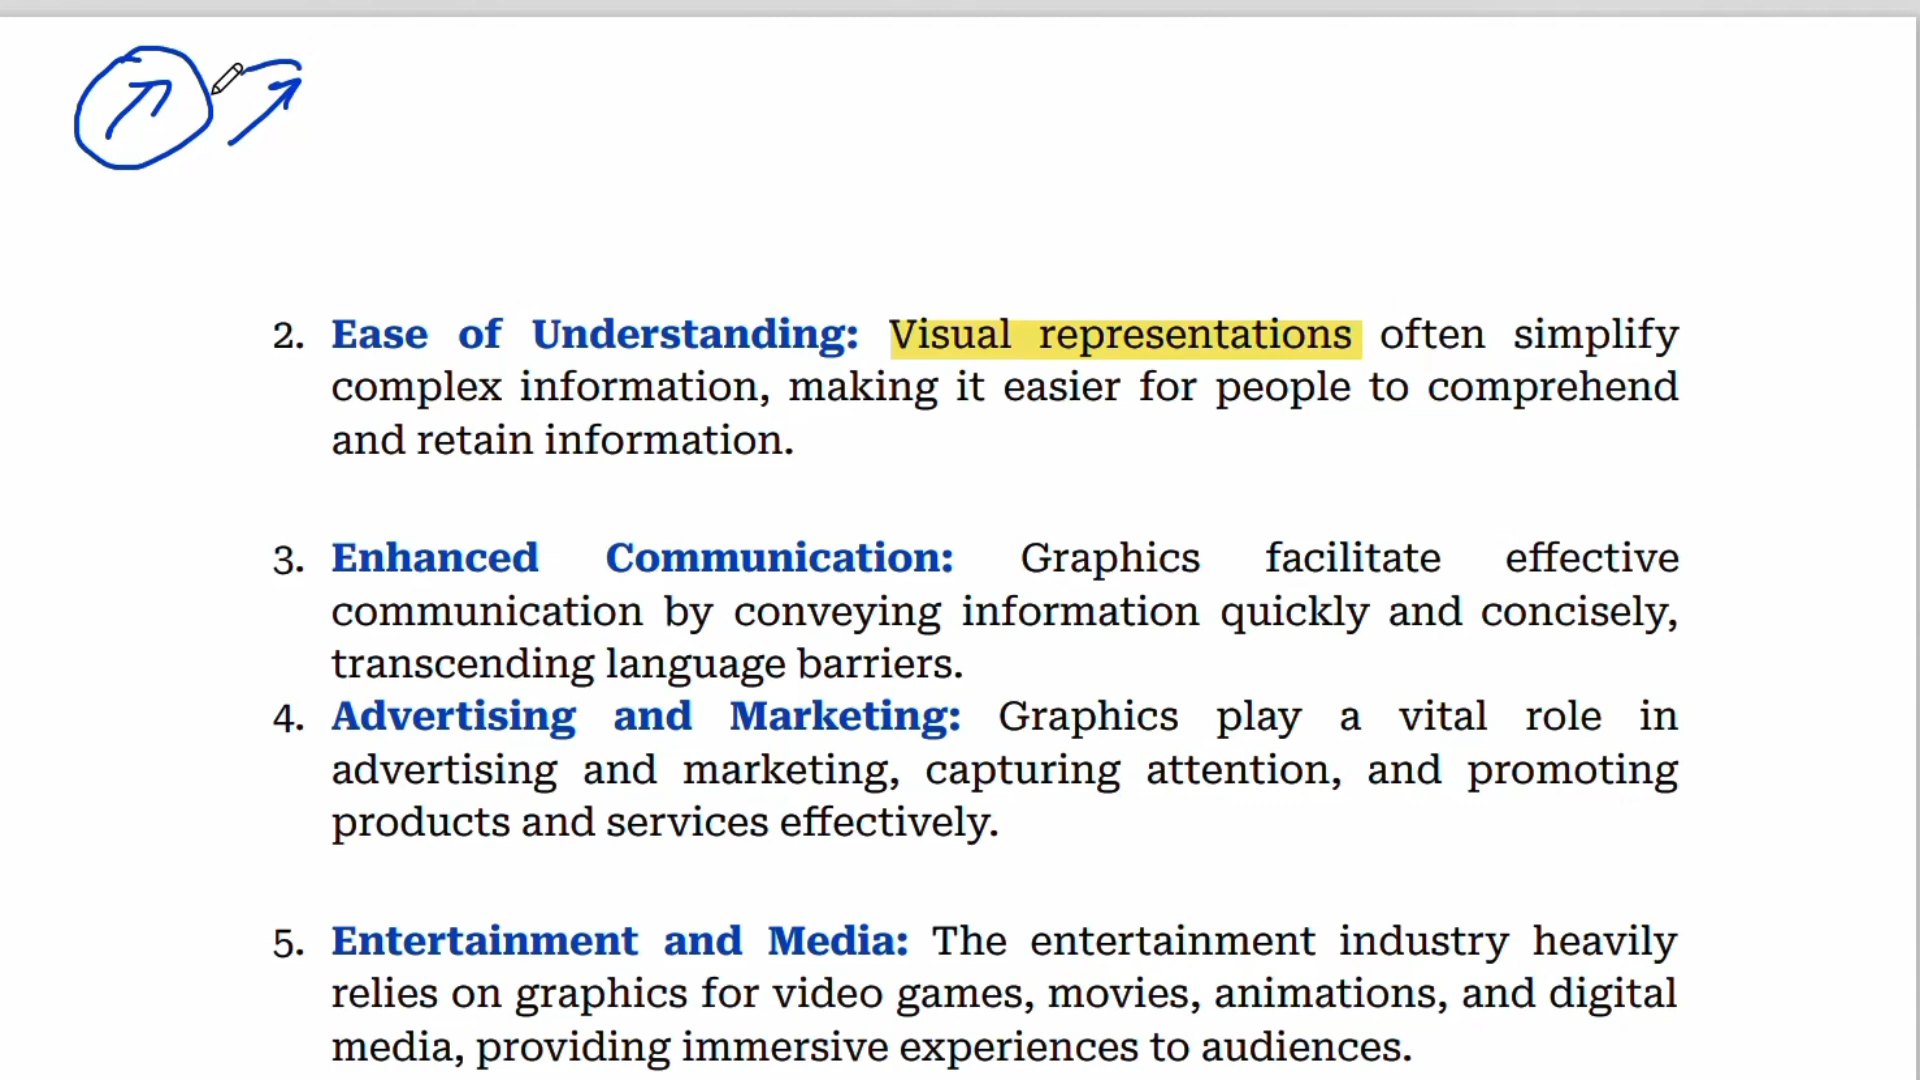 2. Ease of Understanding: Visual representations often simplify
complex information, making it easier for people to comprehend
and retain information.
3. Enhanced Communication: Graphics facilitate effective
communication by conveying information quickly and concisely,
transcending language barriers.
4. Advertising and Marketing: Graphics play a vital role in
advertising and marketing, capturing attention, and promoting
products and services effectively.
5. Entertainment and Media: The entertainment industry heavily
relies on graphics for video games, movies, animations, and digital
media, providing immersive experiences to audiences.